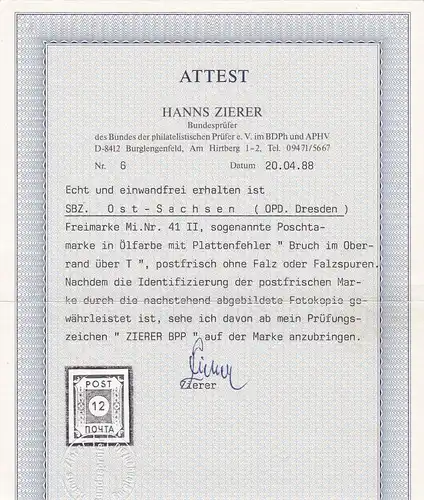 ATTEST
HANNS ZIERER
Bundesprüfer
des Bundes der philatelistischen Prüfer e. V. im BDPh und APHV
D-8412 Burglengenfeld, Am Hirtberg 1-2, Tel. 09471/5667
Nr. 6 Datum 20.04.88
Echt und einwandfrei erhalten ist
SBZ. Ost-Sachsen (OPD. Dresden)
Freimarke Mi.Nr. 41 II, sogenannte Poschta-
marke in Ölfarbe mit Plattenfehler " Bruch im Ober-
rand über T ", postfrisch ohne Falz oder Falzspuren.
Nachdem die Identifizierung der postfrischen Mar-
ke durch die nachstehend abgebildete Fotokopie ge-
währleistet ist, sehe ich davon ab mein Prüfungs-
zeichen " ZIERER BPP " auf der Marke anzubringen.
Zierer
Zierer
POST
12
ПОЧТА